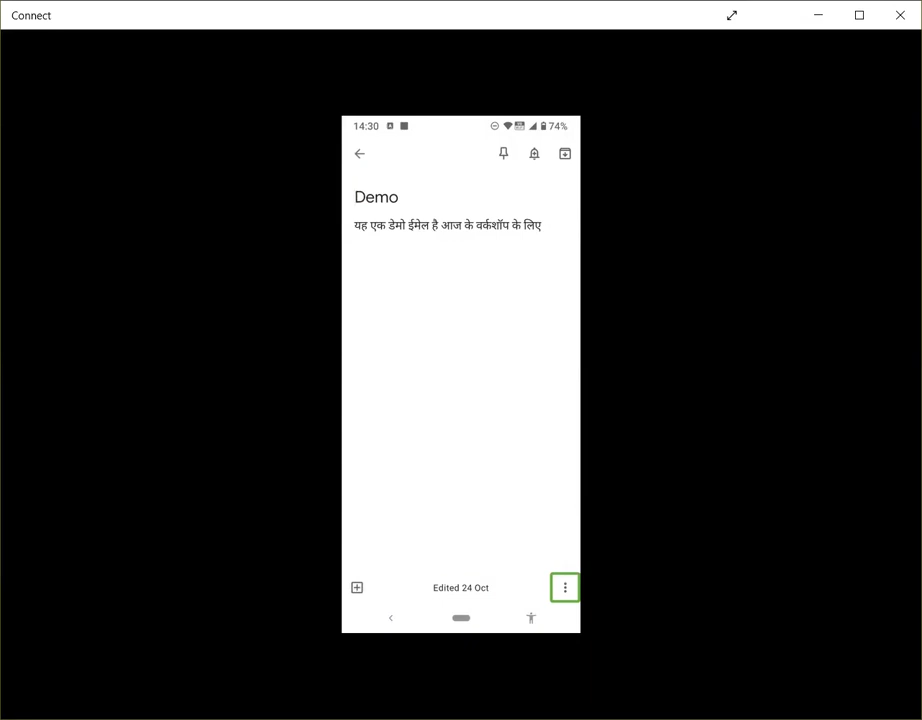 Connect
14:30
74%
Demo
यह एक डेमो ईमेल है आज के वर्कशॉप के लिए
Edited 24 Oct